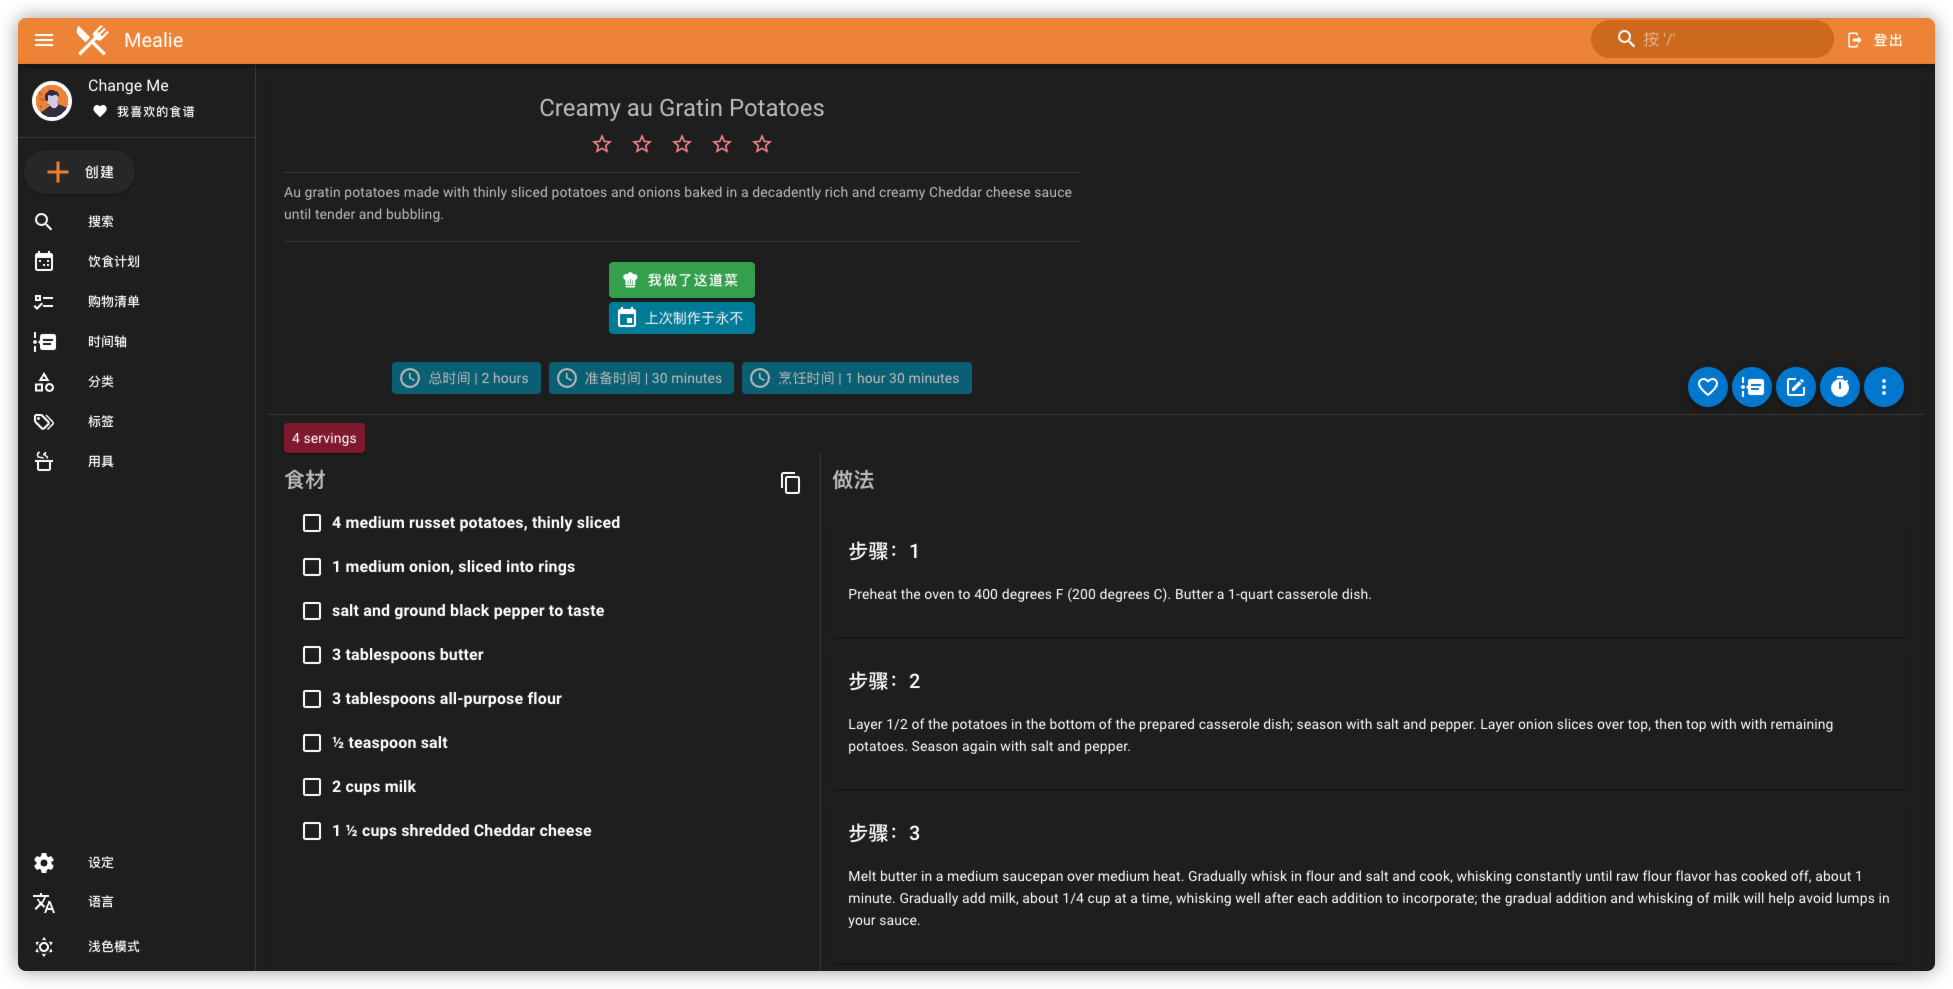 Mealie
按 '/'
登出
Change Me
我喜欢的食谱
创建
搜索
饮食计划
购物清单
时间轴
分类
标签
用具
设定
语言
浅色模式
Creamy au Gratin Potatoes
Au gratin potatoes made with thinly sliced potatoes and onions baked in a decadently rich and creamy Cheddar cheese sauce
until tender and bubbling.
我做了这道菜
上次制作于永不
总时间 | 2 hours
准备时间 | 30 minutes
烹饪时间 | 1 hour 30 minutes
4 servings
食材
4 medium russet potatoes, thinly sliced
1 medium onion, sliced into rings
salt and ground black pepper to taste
3 tablespoons butter
3 tablespoons all-purpose flour
½ teaspoon salt
2 cups milk
1 ½ cups shredded Cheddar cheese
做法
步骤：1
Preheat the oven to 400 degrees F (200 degrees C). Butter a 1-quart casserole dish.
步骤：2
Layer 1/2 of the potatoes in the bottom of the prepared casserole dish; season with salt and pepper. Layer onion slices over top, then top with with remaining
potatoes. Season again with salt and pepper.
步骤：3
Melt butter in a medium saucepan over medium heat. Gradually whisk in flour and salt and cook, whisking constantly until raw flour flavor has cooked off, about 1
minute. Gradually add milk, about 1/4 cup at a time, whisking well after each addition to incorporate; the gradual addition and whisking of milk will help avoid lumps in
your sauce.